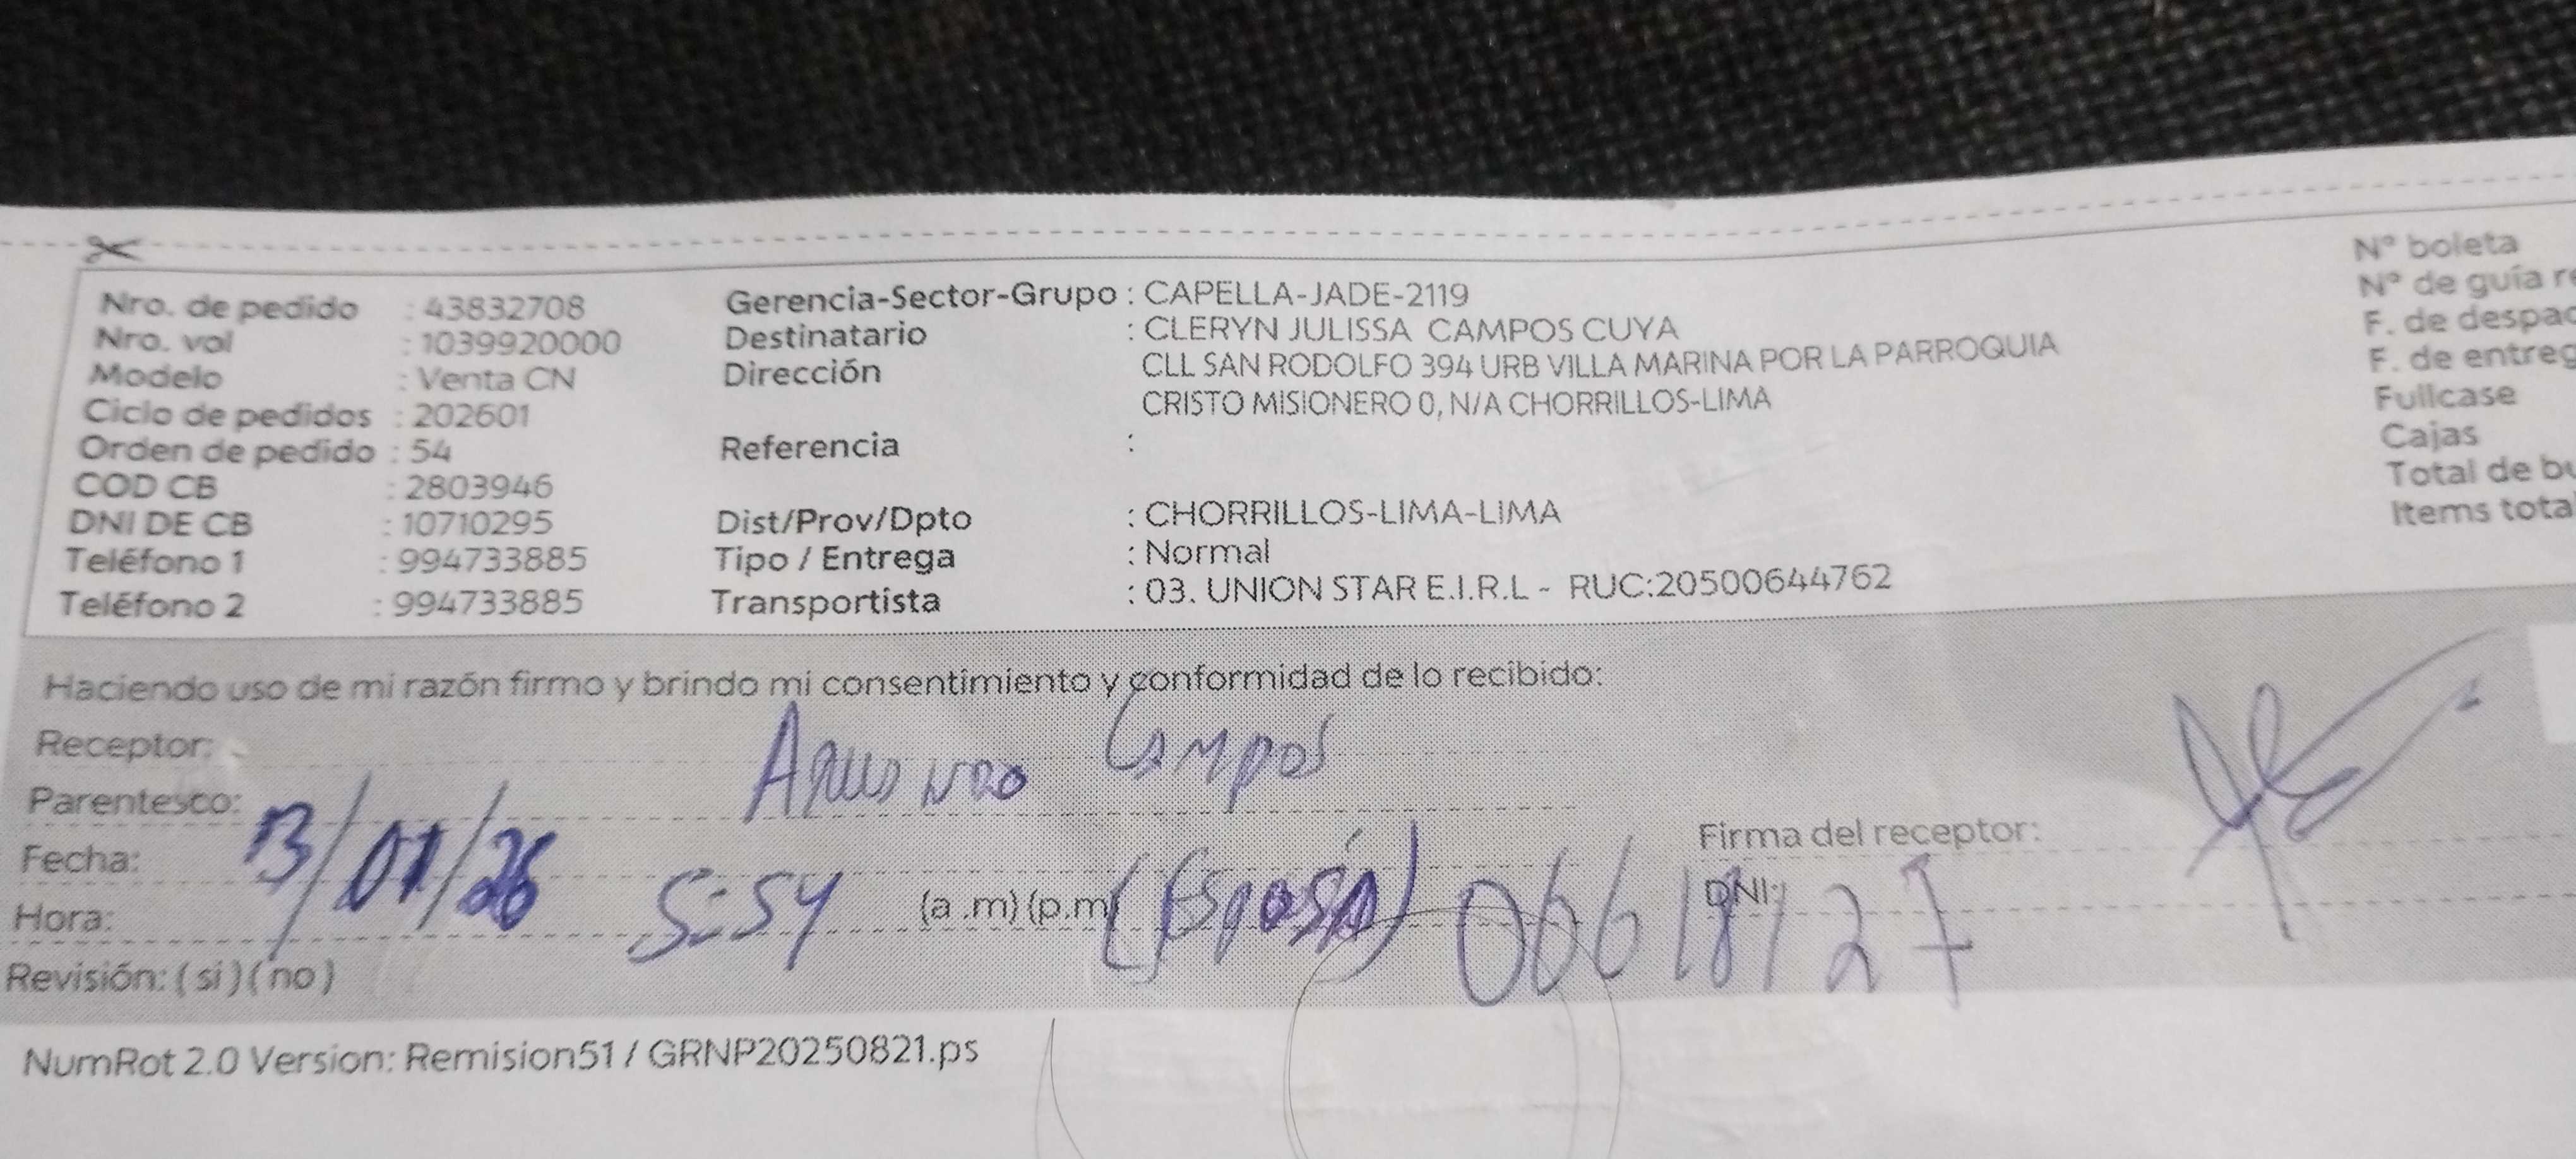 Nro. de pedido : 43832708
Nro. val : 1039920000
Modelo : Venta CN
Ciclo de pedidos : 202601
Orden de pedido : 54
COD CB : 2803946
DNI DE CB : 10710295
Teléfono 1 : 994733885
Teléfono 2 : 994733885
Gerencia-Sector-Grupo : CAPELLA-JADE-2119
Destinatario : CLERYN JULISSA CAMPOS CUYA
Dirección CLL SAN RODOLFO 394 URB VILLA MARINA POR LA PARROQUIA
CRISTO MISIONERO 0, N/A CHORRILLOS-LIMA
Referencia :
Dist/Prov/Dpto : CHORRILLOS-LIMA-LIMA
Tipo / Entrega : Normal
Transportista : 03. UNION STAR E.I.R.L - RUC:20500644762
N° boleta
N° de guía re
F. de despac
F. de entreg
Fullcase
Cajas
Total de bu
Items tota
Haciendo uso de mi razón firmo y brindo mi consentimiento y conformidad de lo recibido:
Receptor: Campos
Parentesco:
Fecha: 13/01/26
Hora: 5:54 (a .m) (p.m (Esposa)
Firma del receptor:
DNI: 06618127
Revisión: ( si ) ( no )
NumRot 2.0 Version: Remision51 / GRNP20250821.ps